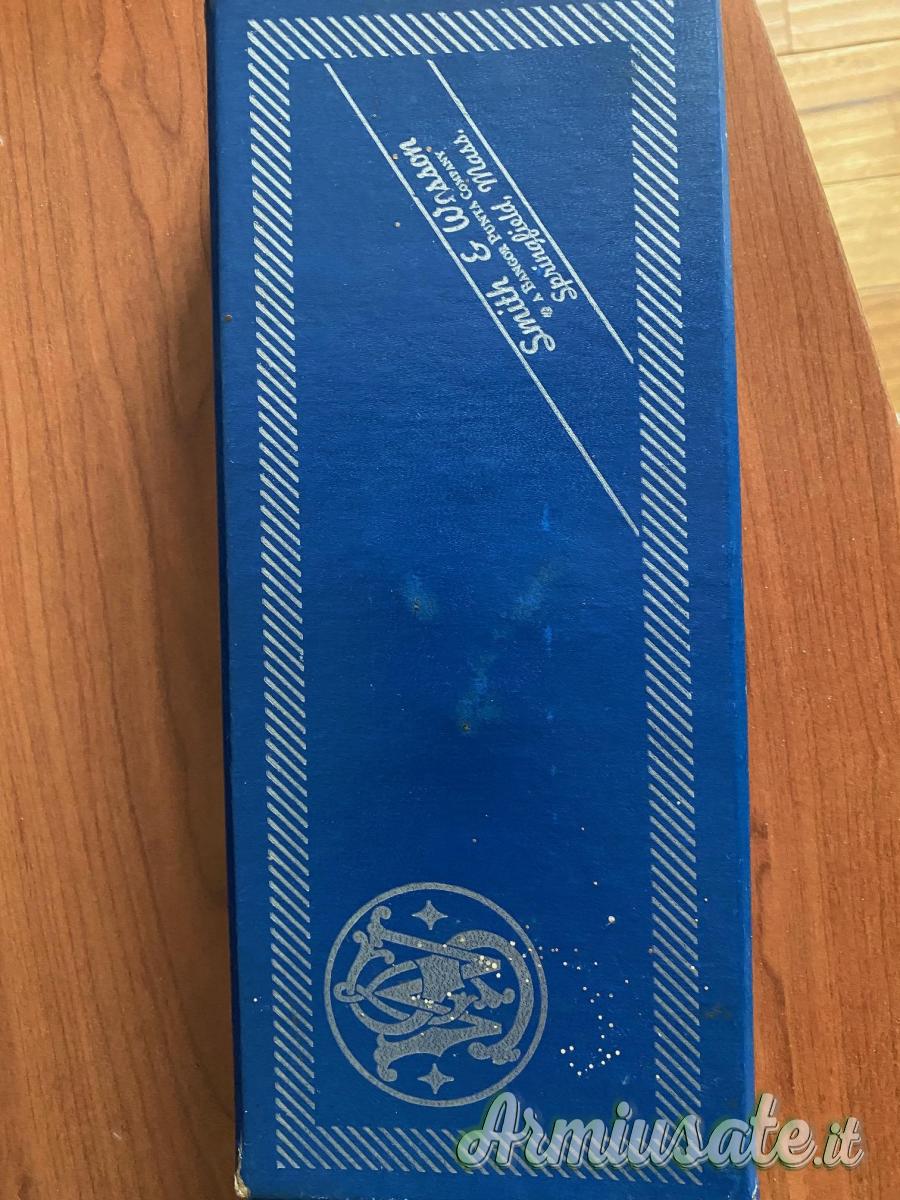 Smith & Wesson
A BANGOR PUNTA COMPANY
Springfield, Mass.
Armiusate.it